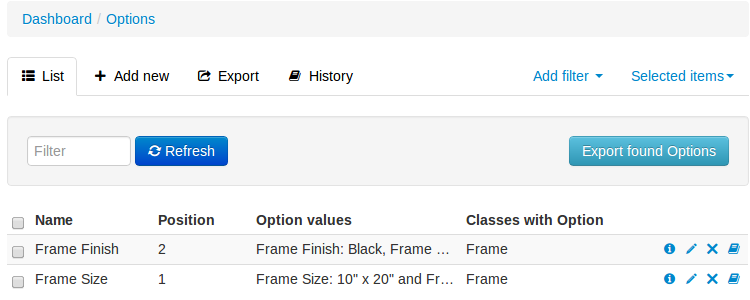 Dashboard / Options
List Add new Export History Add filter Selected items
Filter Refresh Export found Options
Name Position Option values Classes with Option
Frame Finish 2 Frame Finish: Black, Frame … Frame
Frame Size 1 Frame Size: 10" x 20" and Fr… Frame